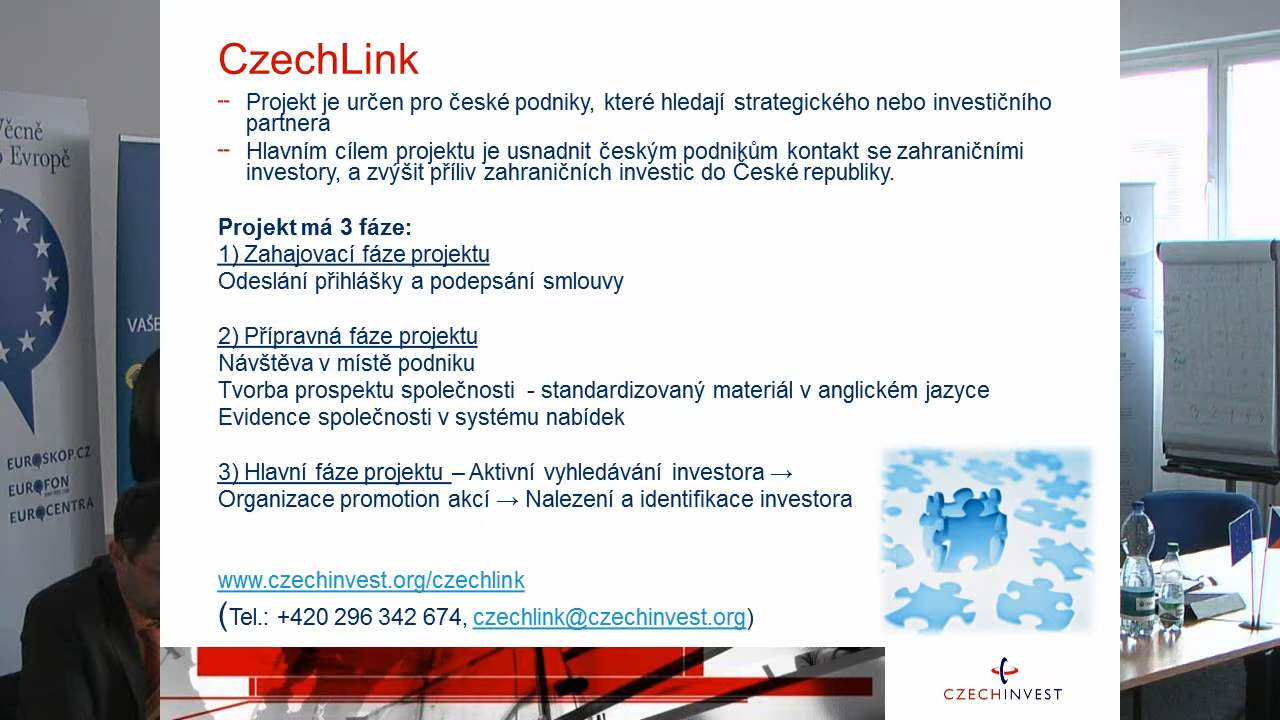 CzechLink
-- Projekt je určen pro české podniky, které hledají strategického nebo investičního
partnera
-- Hlavním cílem projektu je usnadnit českým podnikům kontakt se zahraničními
investory, a zvýšit příliv zahraničních investic do České republiky.
Projekt má 3 fáze:
1) Zahajovací fáze projektu
Odeslání přihlášky a podepsání smlouvy
2) Přípravná fáze projektu
Návštěva v místě podniku
Tvorba prospektu společnosti - standardizovaný materiál v anglickém jazyce
Evidence společnosti v systému nabídek
3) Hlavní fáze projektu – Aktivní vyhledávání investora →
Organizace promotion akcí → Nalezení a identifikace investora
www.czechinvest.org/czechlink
(Tel.: +420 296 342 674, czechlink@czechinvest.org)
CZECHINVEST
Věcně
o Evropě
EUROSKOP.CZ
EUROFON
EUROCENTRA
VAŠE